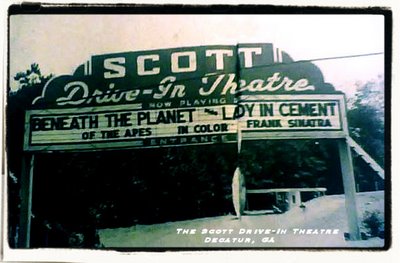 SCOTT
Drive-In Theatre
NOW PLAYING
BENEATH THE PLANET LADY IN CEMENT
OF THE APES IN COLOR FRANK SINATRA
ENTRANCE
The Scott Drive-In Theatre
Decatur, GA